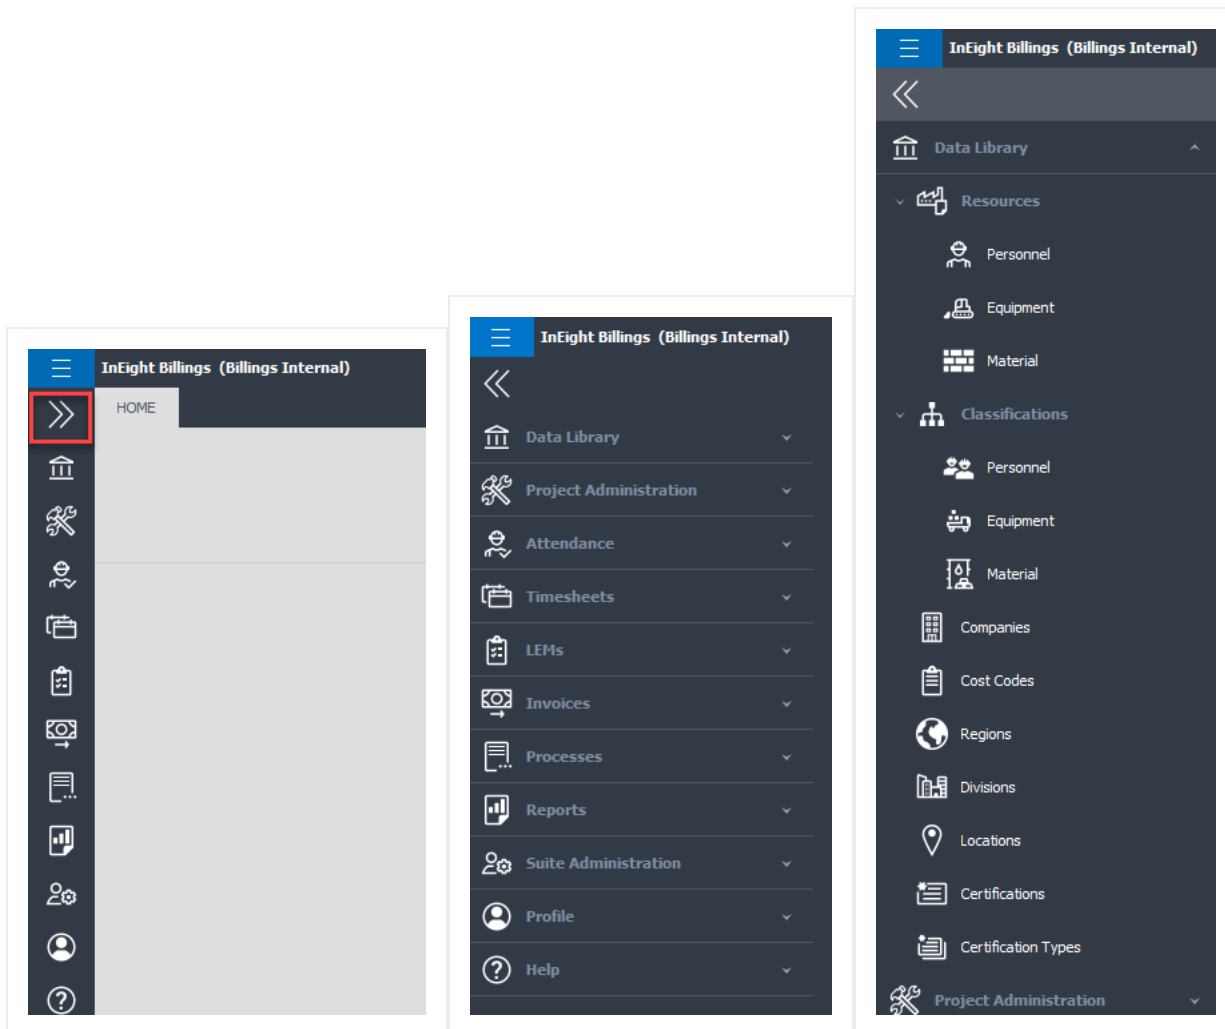 InEight Billings (Billings Internal)
HOME
InEight Billings (Billings Internal)
Data Library
Project Administration
Attendance
Timesheets
LEMs
Invoices
Processes
Reports
Suite Administration
Profile
Help
InEight Billings (Billings Internal)
Data Library
Resources
Personnel
Equipment
Material
Classifications
Personnel
Equipment
Material
Companies
Cost Codes
Regions
Divisions
Locations
Certifications
Certification Types
Project Administration